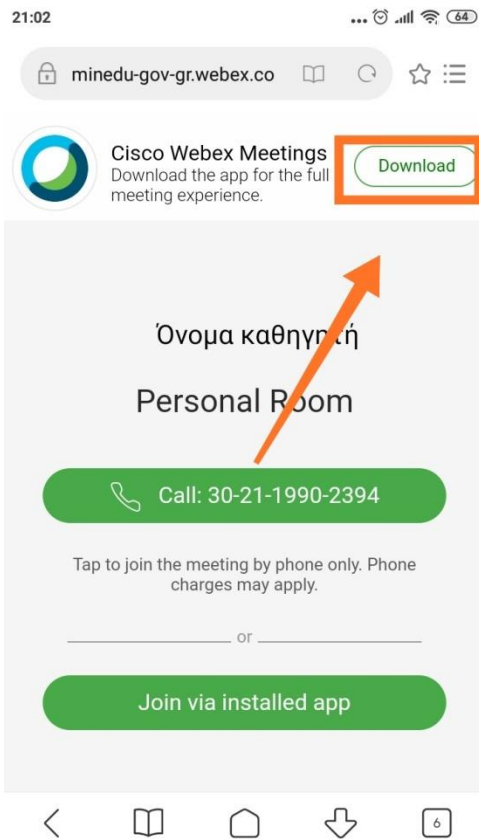 21:02
64
minedu-gov-gr.webex.co
Cisco Webex Meetings
Download the app for the full
meeting experience.
Download
Όνομα καθηγητή
Personal Room
Call: 30-21-1990-2394
Tap to join the meeting by phone only. Phone
charges may apply.
or
Join via installed app
6